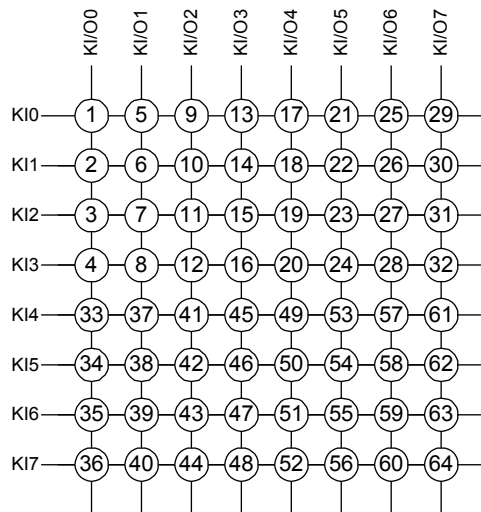 KI/O0 KI/O1 KI/O2 KI/O3 KI/O4 KI/O5 KI/O6 KI/O7
KI0 1 5 9 13 17 21 25 29
KI1 2 6 10 14 18 22 26 30
KI2 3 7 11 15 19 23 27 31
KI3 4 8 12 16 20 24 28 32
KI4 33 37 41 45 49 53 57 61
KI5 34 38 42 46 50 54 58 62
KI6 35 39 43 47 51 55 59 63
KI7 36 40 44 48 52 56 60 64